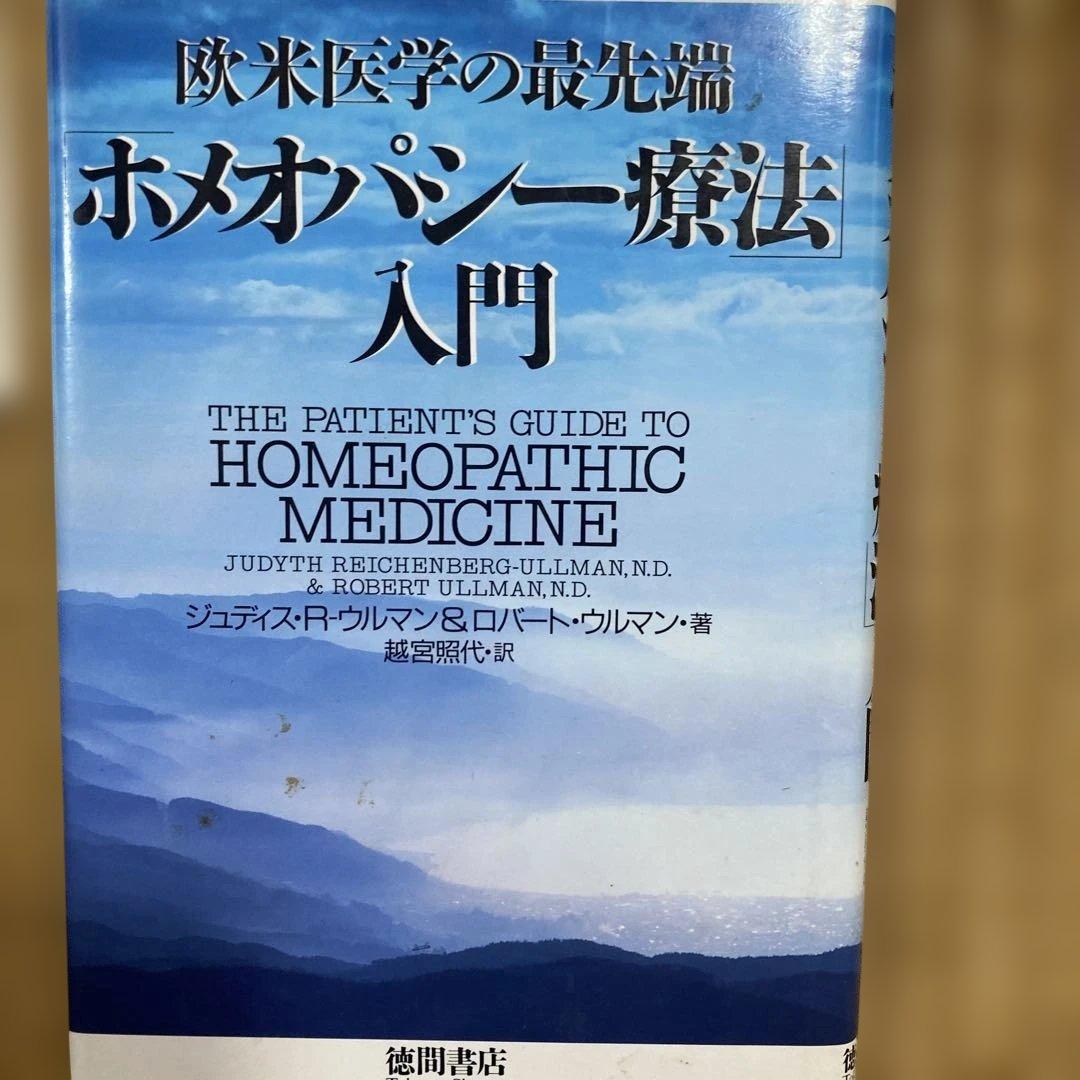 欧米医学の最先端
「ホメオパシー療法」
入門
THE PATIENT'S GUIDE TO
HOMEOPATHIC
MEDICINE
JUDYTH REICHENBERG-ULLMAN, N.D.
& ROBERT ULLMAN, N.D.
ジュディス・R-ウルマン&ロバート・ウルマン・著
越宮照代・訳
徳間書店